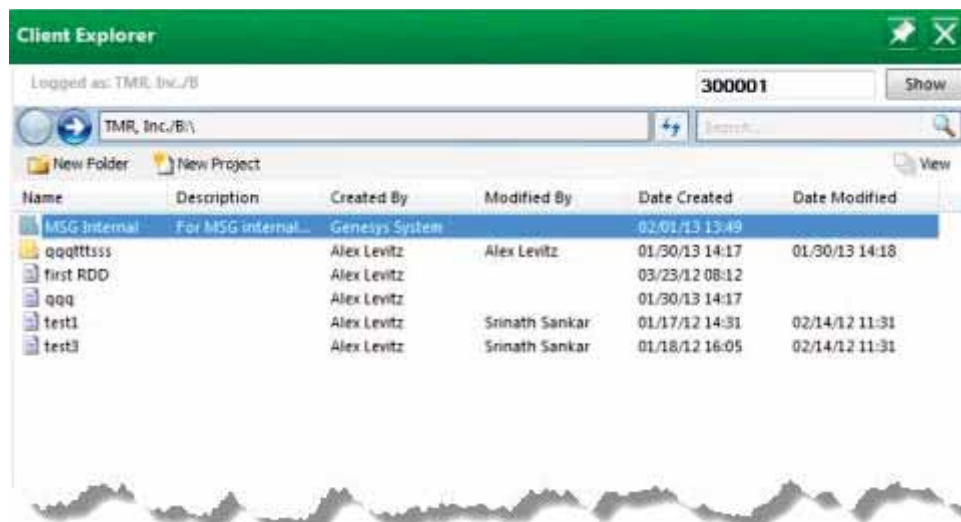 Client Explorer
Logged as: TMR, Inc./B
300001 Show
TMR, Inc./B:\ Search...
New Folder New Project View
Name Description Created By Modified By Date Created Date Modified
MSG Internal For MSG internal... Genesys System 02/01/13 13:49
qqqtttsss Alex Levitz Alex Levitz 01/30/13 14:17 01/30/13 14:18
first RDD Alex Levitz 03/23/12 08:12
qqq Alex Levitz 01/30/13 14:17
test1 Alex Levitz Srinath Sankar 01/17/12 14:31 02/14/12 11:31
test3 Alex Levitz Srinath Sankar 01/18/12 16:05 02/14/12 11:31